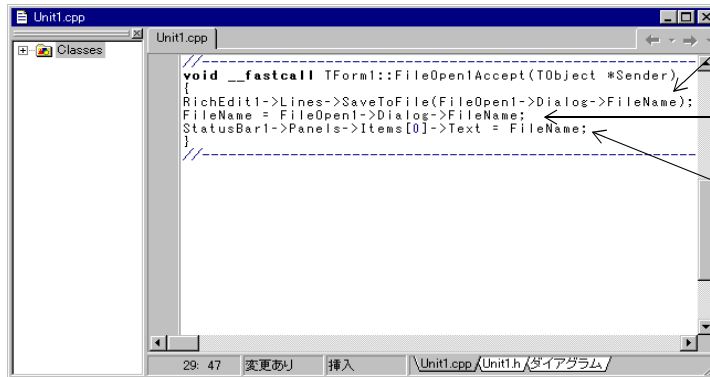 Unit1.cpp
Classes
Unit1.cpp
//------------------------------------------------------------
void __fastcall TForm1::FileOpen1Accept(TObject *Sender)
{
RichEdit1->Lines->SaveToFile(FileOpen1->Dialog->FileName);
FileName = FileOpen1->Dialog->FileName;
StatusBar1->Panels->Items[0]->Text = FileName;
}
//------------------------------------------------------------
29: 47 変更あり 挿入 \Unit1.cpp /Unit1.h /ダイアグラム/